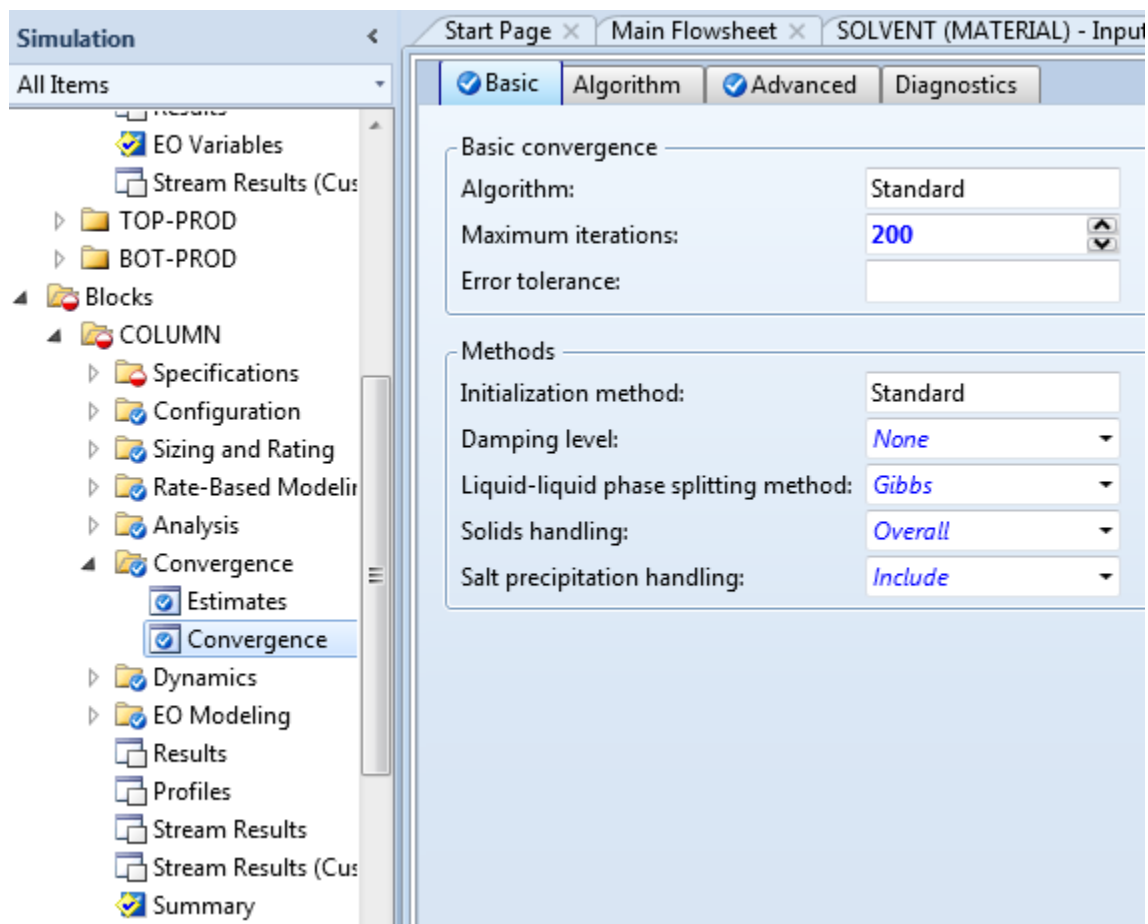 Simulation
All Items
Results
EO Variables
Stream Results (Cus
TOP-PROD
BOT-PROD
Blocks
COLUMN
Specifications
Configuration
Sizing and Rating
Rate-Based Modelin
Analysis
Convergence
Estimates
Convergence
Dynamics
EO Modeling
Results
Profiles
Stream Results
Stream Results (Cus
Summary
Start Page Main Flowsheet SOLVENT (MATERIAL) - Input
Basic Algorithm Advanced Diagnostics
Basic convergence
Algorithm: Standard
Maximum iterations: 200
Error tolerance:
Methods
Initialization method: Standard
Damping level: None
Liquid-liquid phase splitting method: Gibbs
Solids handling: Overall
Salt precipitation handling: Include